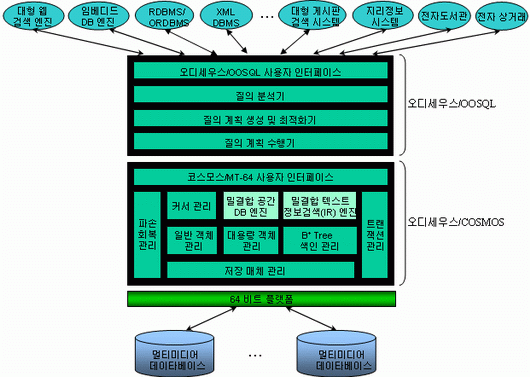 대형 웹
검색 엔진
임베디드
DB 엔진
RDBMS/
ORDBMS
XML
DBMS
...
대형 게시판
검색 시스템
지리정보
시스템
전자도서관
전자 상거래
오디세우스/OOSQL 사용자 인터페이스
질의 분석기
질의 계획 생성 및 최적화기
질의 계획 수행기
오디세우스/OOSQL
코스모스/MT-64 사용자 인터페이스
파손
회복
관리
커서 관리
밀결합 공간
DB 엔진
밀결합 텍스트
정보검색(IR) 엔진
트랜
잭션
관리
일반 객체
관리
대용량 객체
관리
B+ Tree
색인 관리
저장 매체 관리
오디세우스/COSMOS
64 비트 플랫폼
멀티미디어
데이타베이스
...
멀티미디어
데이타베이스